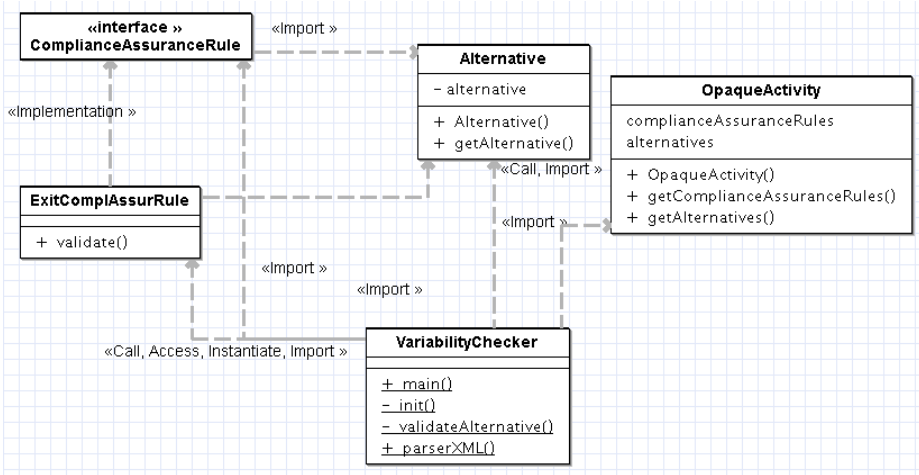 «interface »
ComplianceAssuranceRule
«Import »
Alternative
- alternative
+ Alternative()
+ getAlternative()
OpaqueActivity
complianceAssuranceRules
alternatives
+ OpaqueActivity()
+ getComplianceAssuranceRules()
+ getAlternatives()
«Implementation »
«Call, Import »
ExitComplAssurRule
+ validate()
«Import »
«Import »
«Import »
«Call, Access, Instantiate, Import »
VariabilityChecker
+ main()
- init()
- validateAlternative()
+ parserXML()